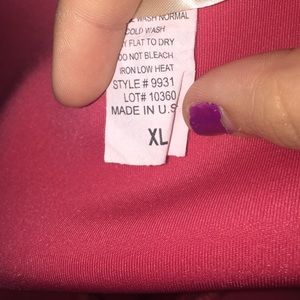 WASH NORMAL
COLD WASH
FLAT TO DRY
DO NOT BLEACH
IRON LOW HEAT
STYLE # 9931
LOT# 10360
MADE IN U.S
XL